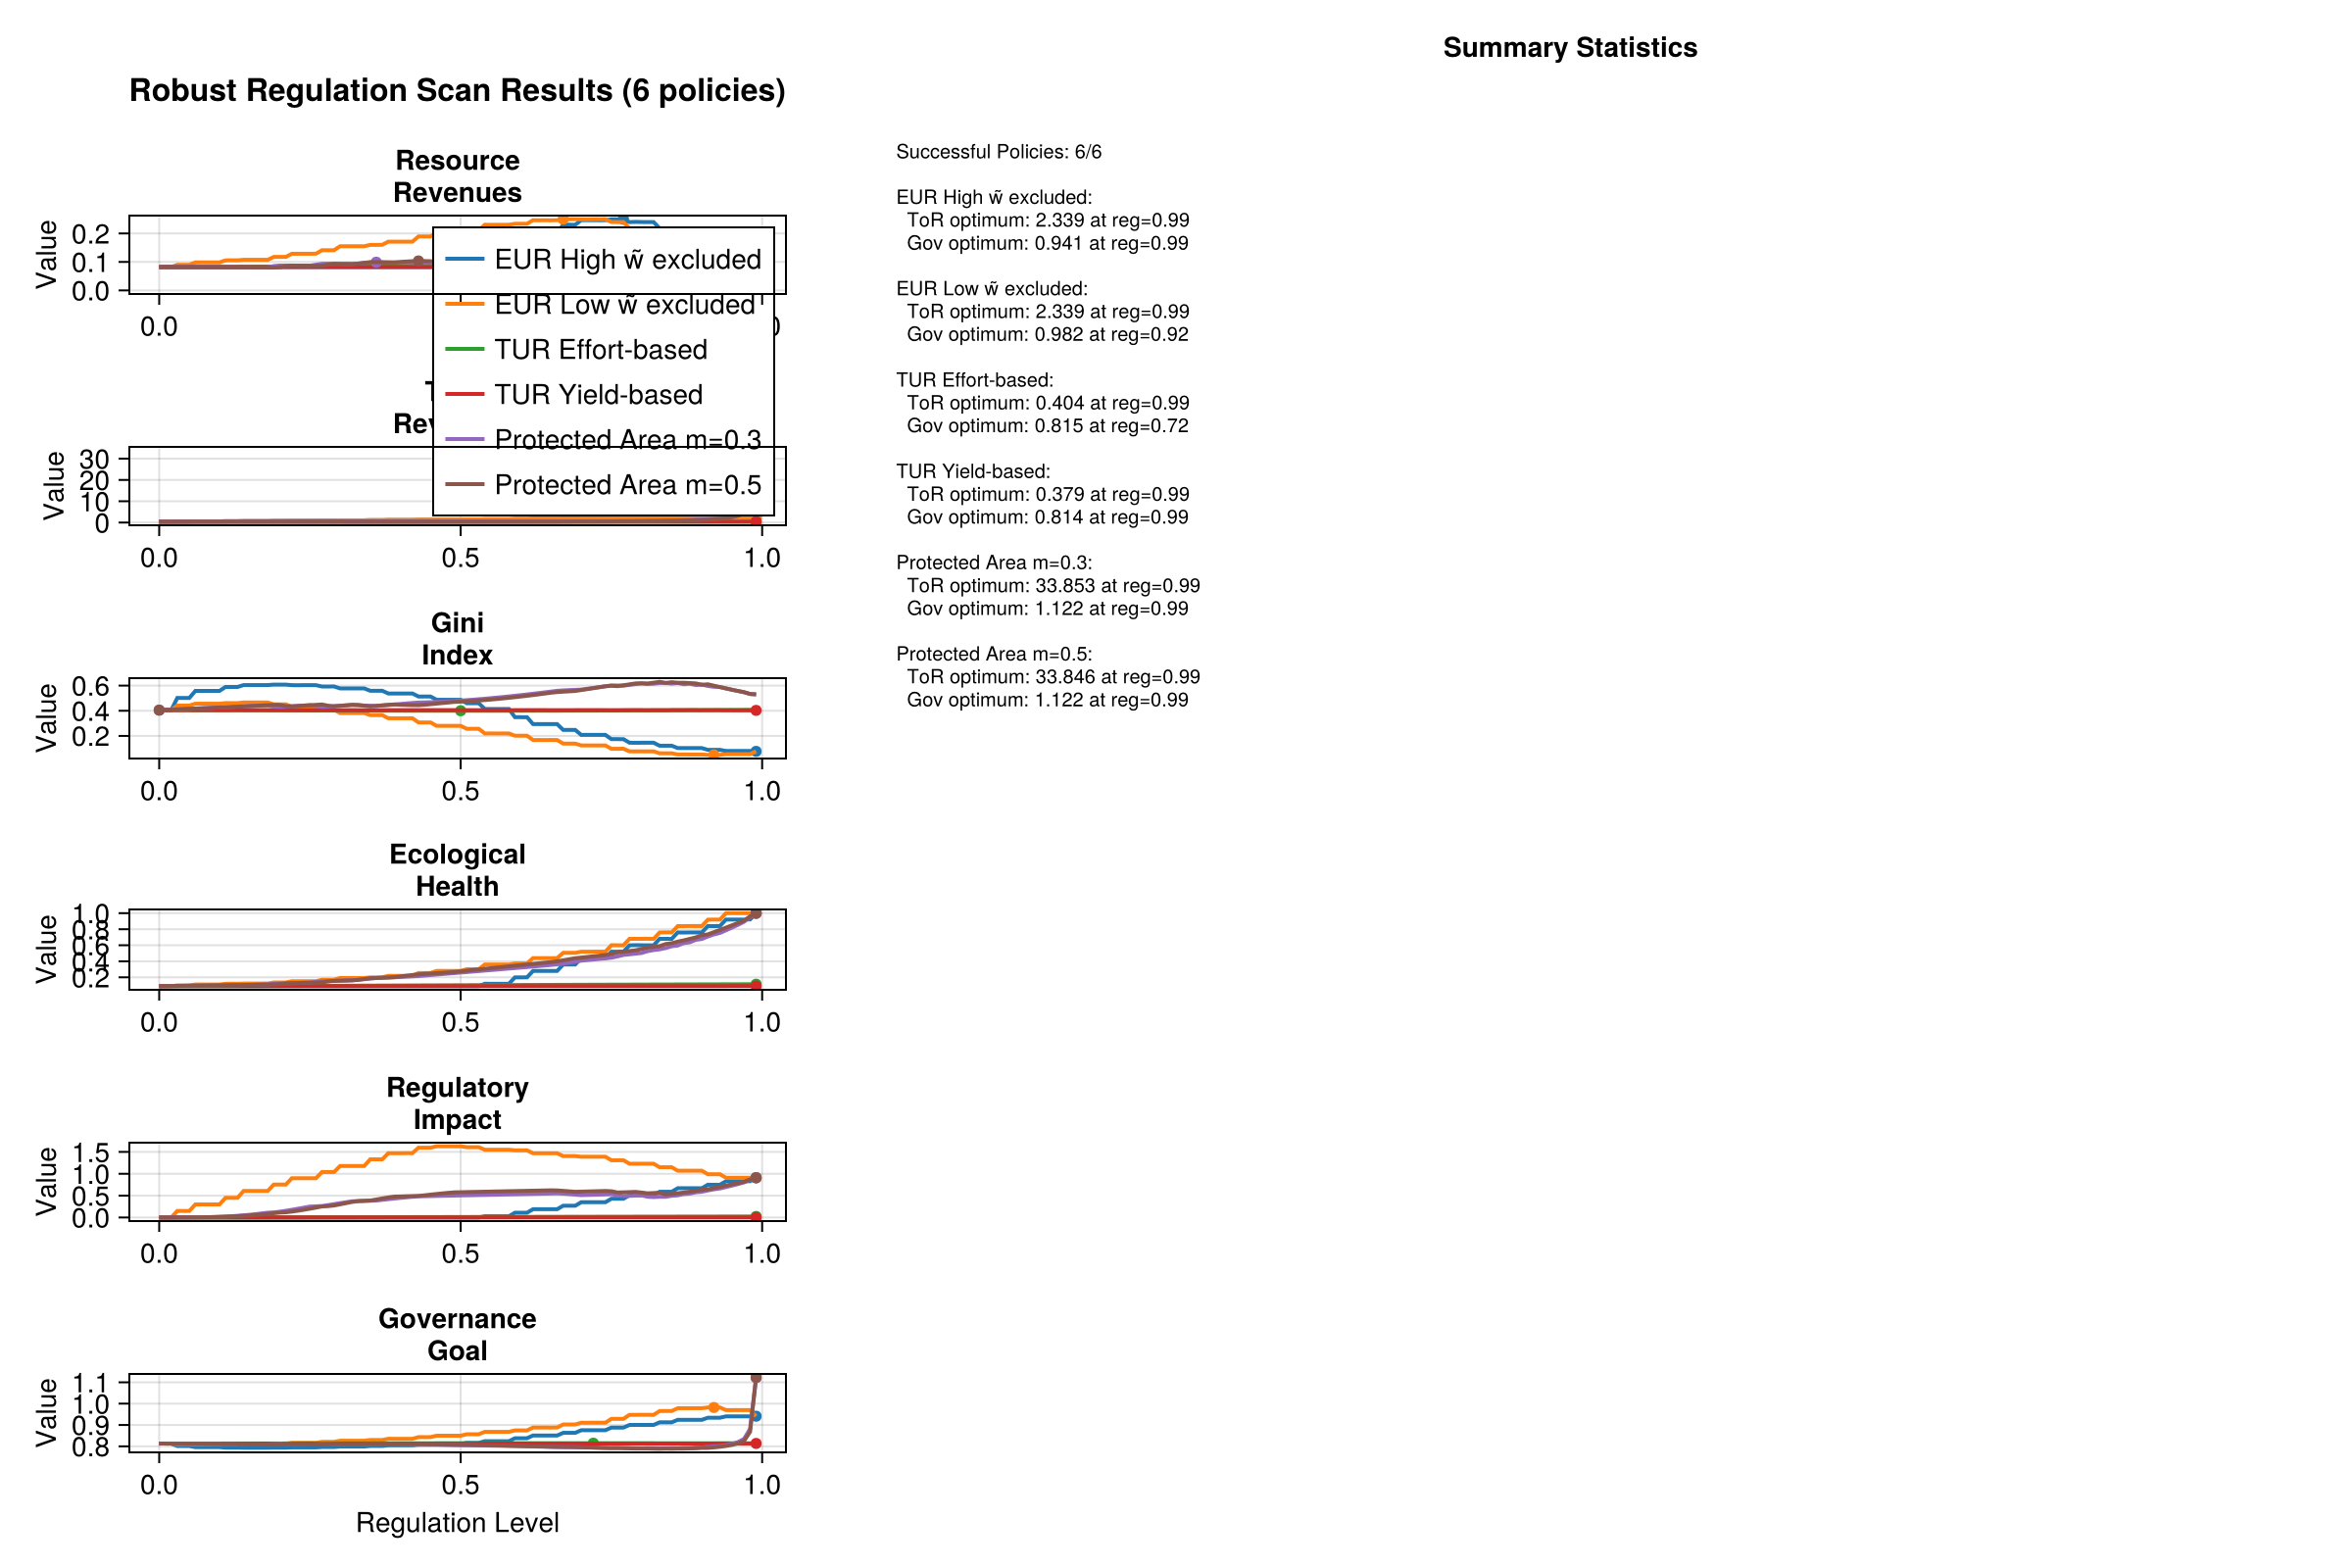 Summary Statistics
Robust Regulation Scan Results (6 policies)
Resource
Revenues
Value
0.2
0.1
0.0
0.0
EUR High w̃ excluded
EUR Low w̃ excluded
TUR Effort-based
TUR Yield-based
Protected Area m=0.3
Protected Area m=0.5
Value
30
20
10
0
0.0
0.5
1.0
Gini
Index
Value
0.6
0.4
0.2
0.0
0.5
1.0
Ecological
Health
Value
1.0
0.8
0.6
0.4
0.2
0.0
0.5
1.0
Regulatory
Impact
Value
1.5
1.0
0.5
0.0
0.0
0.5
1.0
Governance
Goal
Value
1.1
1.0
0.9
0.8
0.0
0.5
1.0
Regulation Level
Successful Policies: 6/6
EUR High w̃ excluded:
ToR optimum: 2.339 at reg=0.99
Gov optimum: 0.941 at reg=0.99
EUR Low w̃ excluded:
ToR optimum: 2.339 at reg=0.99
Gov optimum: 0.982 at reg=0.92
TUR Effort-based:
ToR optimum: 0.404 at reg=0.99
Gov optimum: 0.815 at reg=0.72
TUR Yield-based:
ToR optimum: 0.379 at reg=0.99
Gov optimum: 0.814 at reg=0.99
Protected Area m=0.3:
ToR optimum: 33.853 at reg=0.99
Gov optimum: 1.122 at reg=0.99
Protected Area m=0.5:
ToR optimum: 33.846 at reg=0.99
Gov optimum: 1.122 at reg=0.99